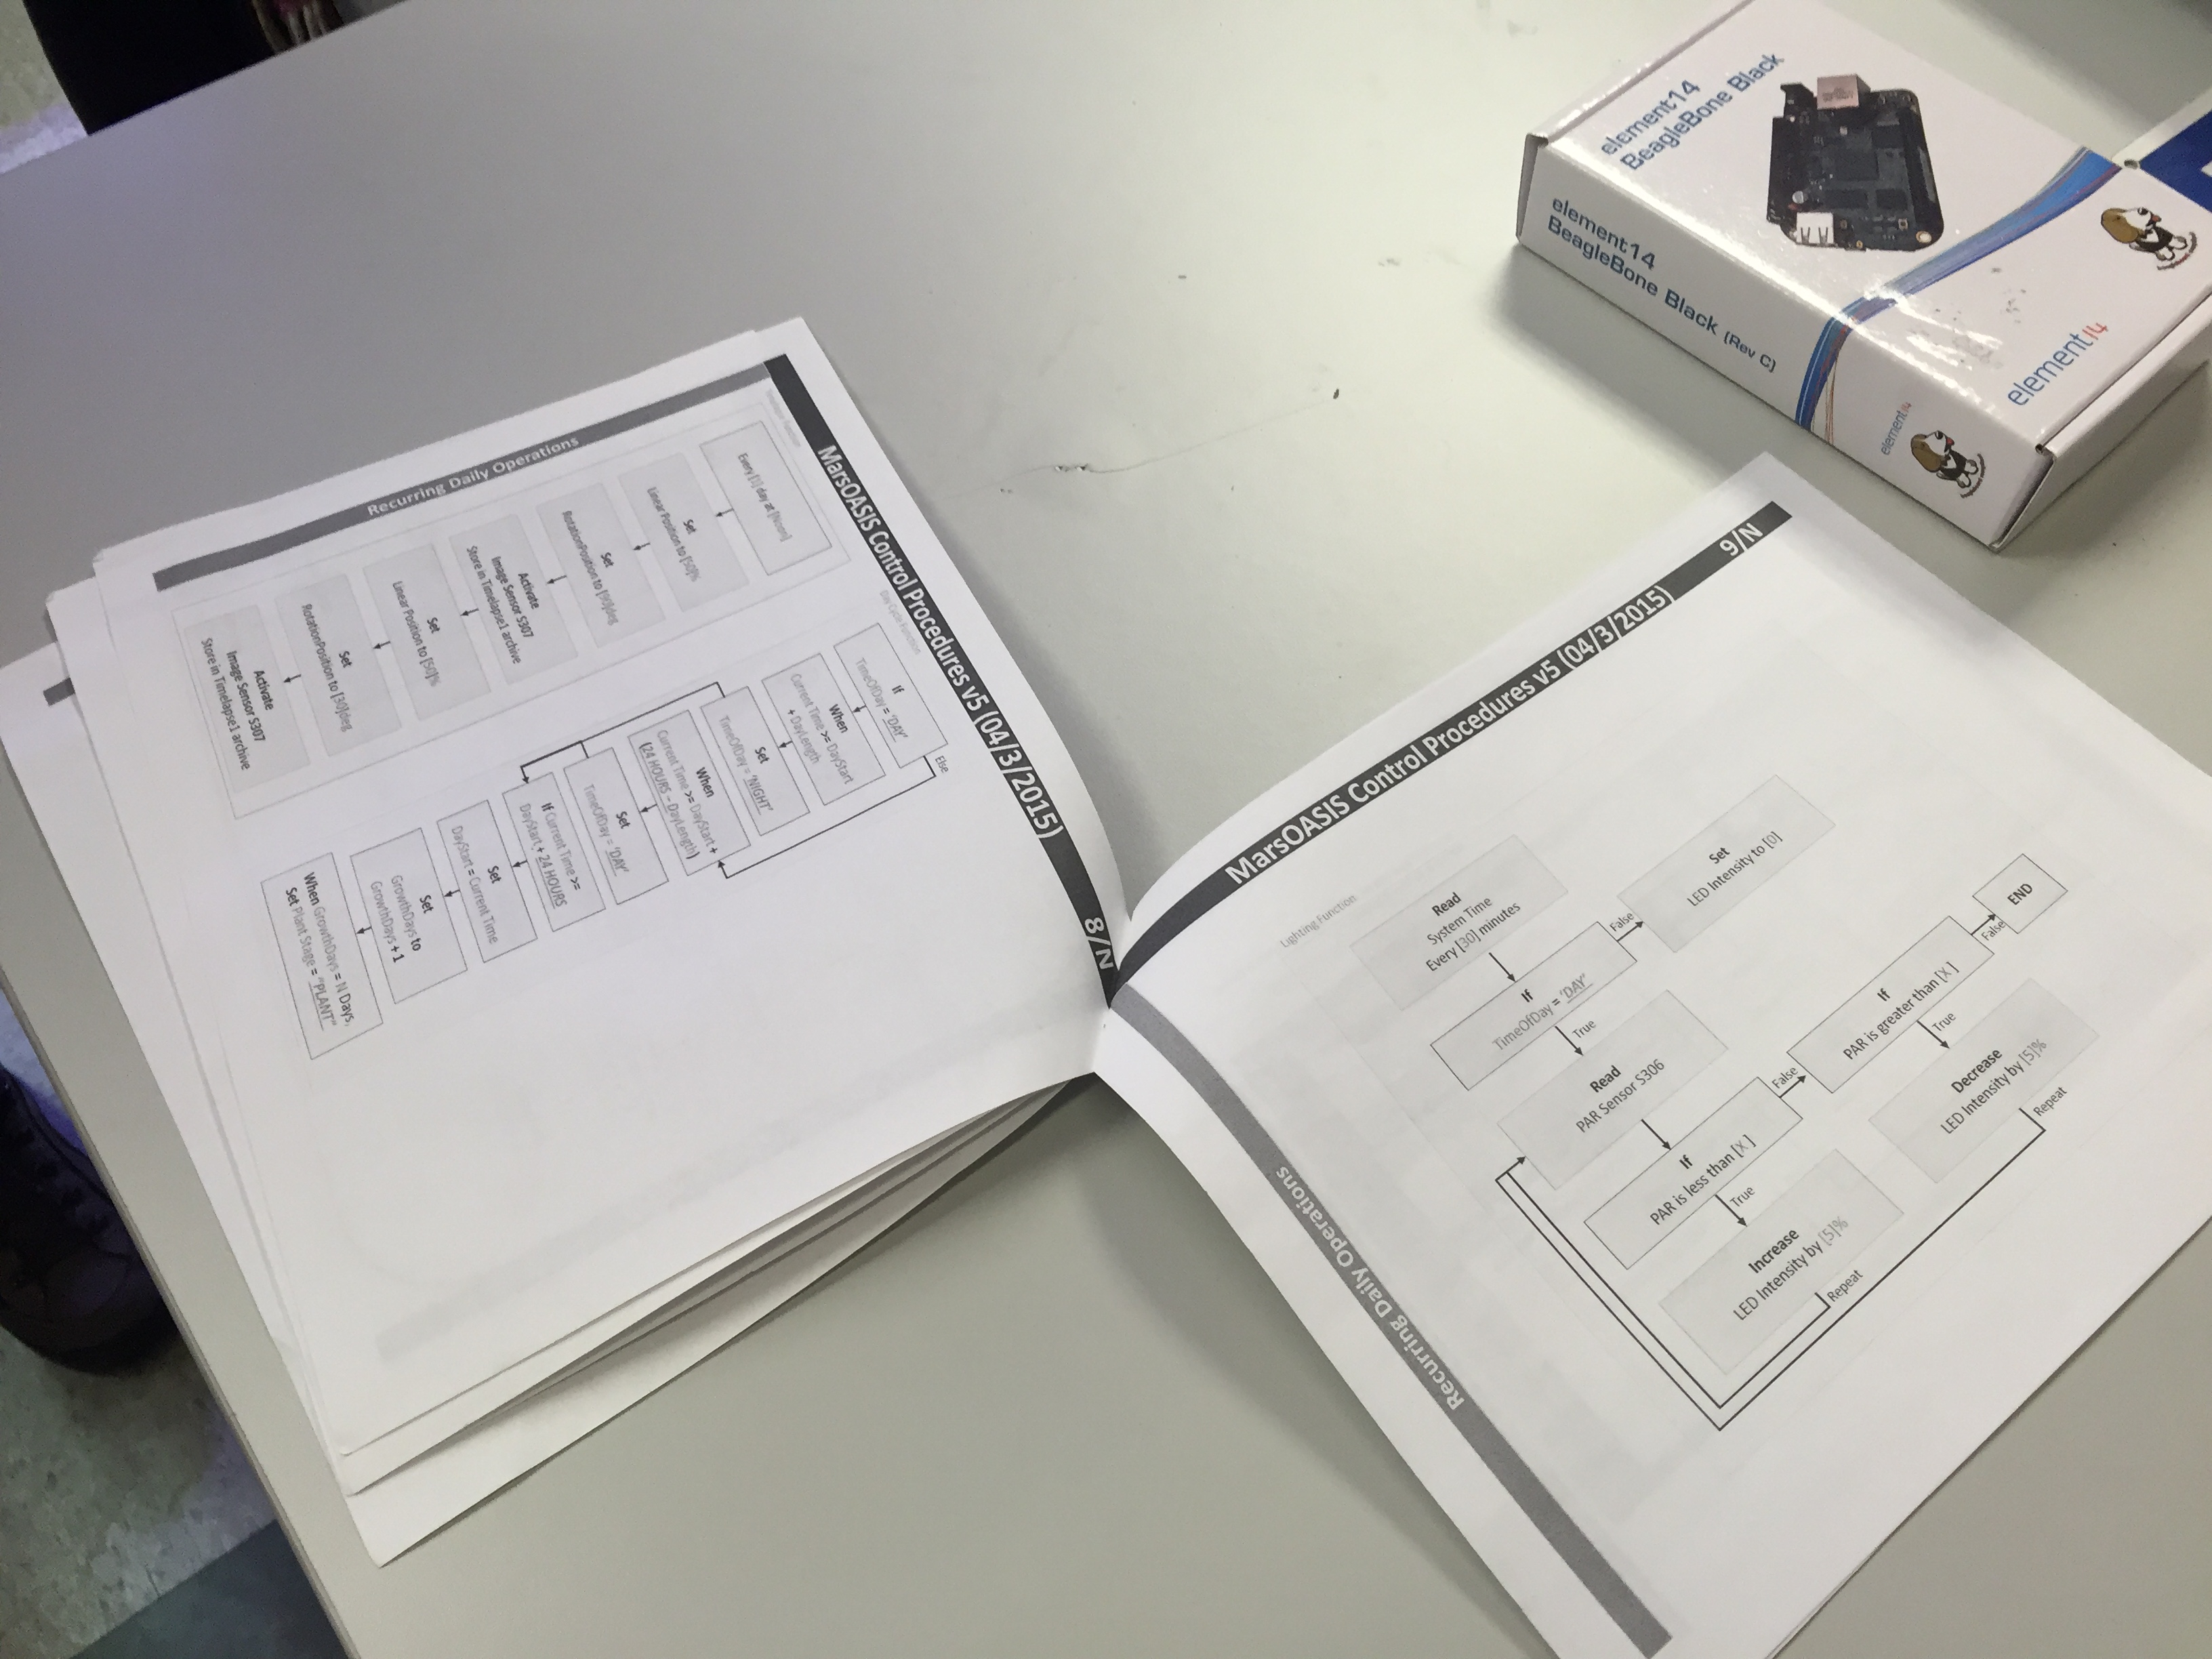 MarsOASIS Control Procedures v5 (04/3/2015)
8/N
Recurring Daily Operations
Every [1] day at [Noon]
Set
Linear Position to [50]%
Set
RotationPosition to [90]deg
Activate
Image Sensor S307
Store in Timelapse1 archive
Set
Linear Position to [50]%
Set
RotationPosition to [30]deg
Activate
Image Sensor S307
Store in Timelapse1 archive
Day Cycle Function
If
TimeOfDay = 'DAY'
Else
When
Current Time >= DayStart
+ DayLength
Set
TimeOfDay = 'NIGHT'
When
Current Time >= DayStart +
(24 HOURS - DayLength)
Set
TimeOfDay = 'DAY'
If Current Time >=
DayStart + 24 HOURS
Set
DayStart = Current Time
Set
GrowthDays to
GrowthDays + 1
When GrowthDays = N Days,
Set Plant Stage = "PLANT"
MarsOASIS Control Procedures v5 (04/3/2015)
9/N
Recurring Daily Operations
Lighting Function
Read
System Time
Every [30] minutes
If
TimeOfDay = 'DAY'
False
Set
LED Intensity to [0]
True
Read
PAR Sensor S306
If
PAR is less than [X ]
False
If
PAR is greater than [X ]
False
END
True
Decrease
LED Intensity by [5]%
Repeat
True
Increase
LED Intensity by [5]%
Repeat
element14
BeagleBone Black
element14
BeagleBone Black (Rev C)
element14
element14